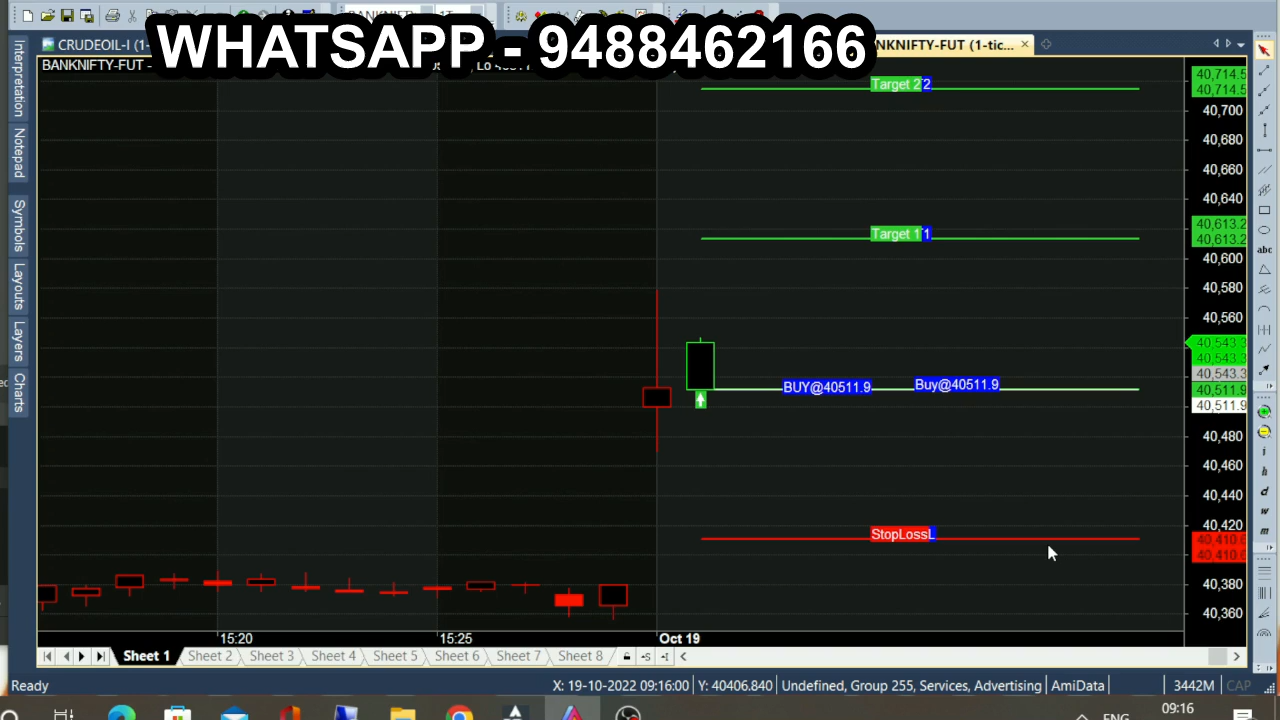 WHATSAPP - 9488462166
CRUDEOIL-I (1-
NKNIFTY-FUT (1-tic...
BANKNIFTY-FUT -
Interpretation
Notepad
Symbols
Layouts
Layers
Charts
Target 2
Target 1
BUY@40511.9
Buy@40511.9
StopLoss
40,714.5
40,714.5
40,700
40,680
40,660
40,640
40,613.2
40,613.2
40,600
40,580
40,560
40,543.3
40,543.3
40,543.3
40,511.9
40,511.9
40,480
40,460
40,440
40,420
40,410.6
40,410.6
40,380
40,360
abc
15:20
15:25
Oct 19
Sheet 1 Sheet 2 Sheet 3 Sheet 4 Sheet 5 Sheet 6 Sheet 7 Sheet 8
Ready
X: 19-10-2022 09:16:00 Y: 40406.840 Undefined, Group 255, Services, Advertising AmiData 3442M CAP
ENG
09:16